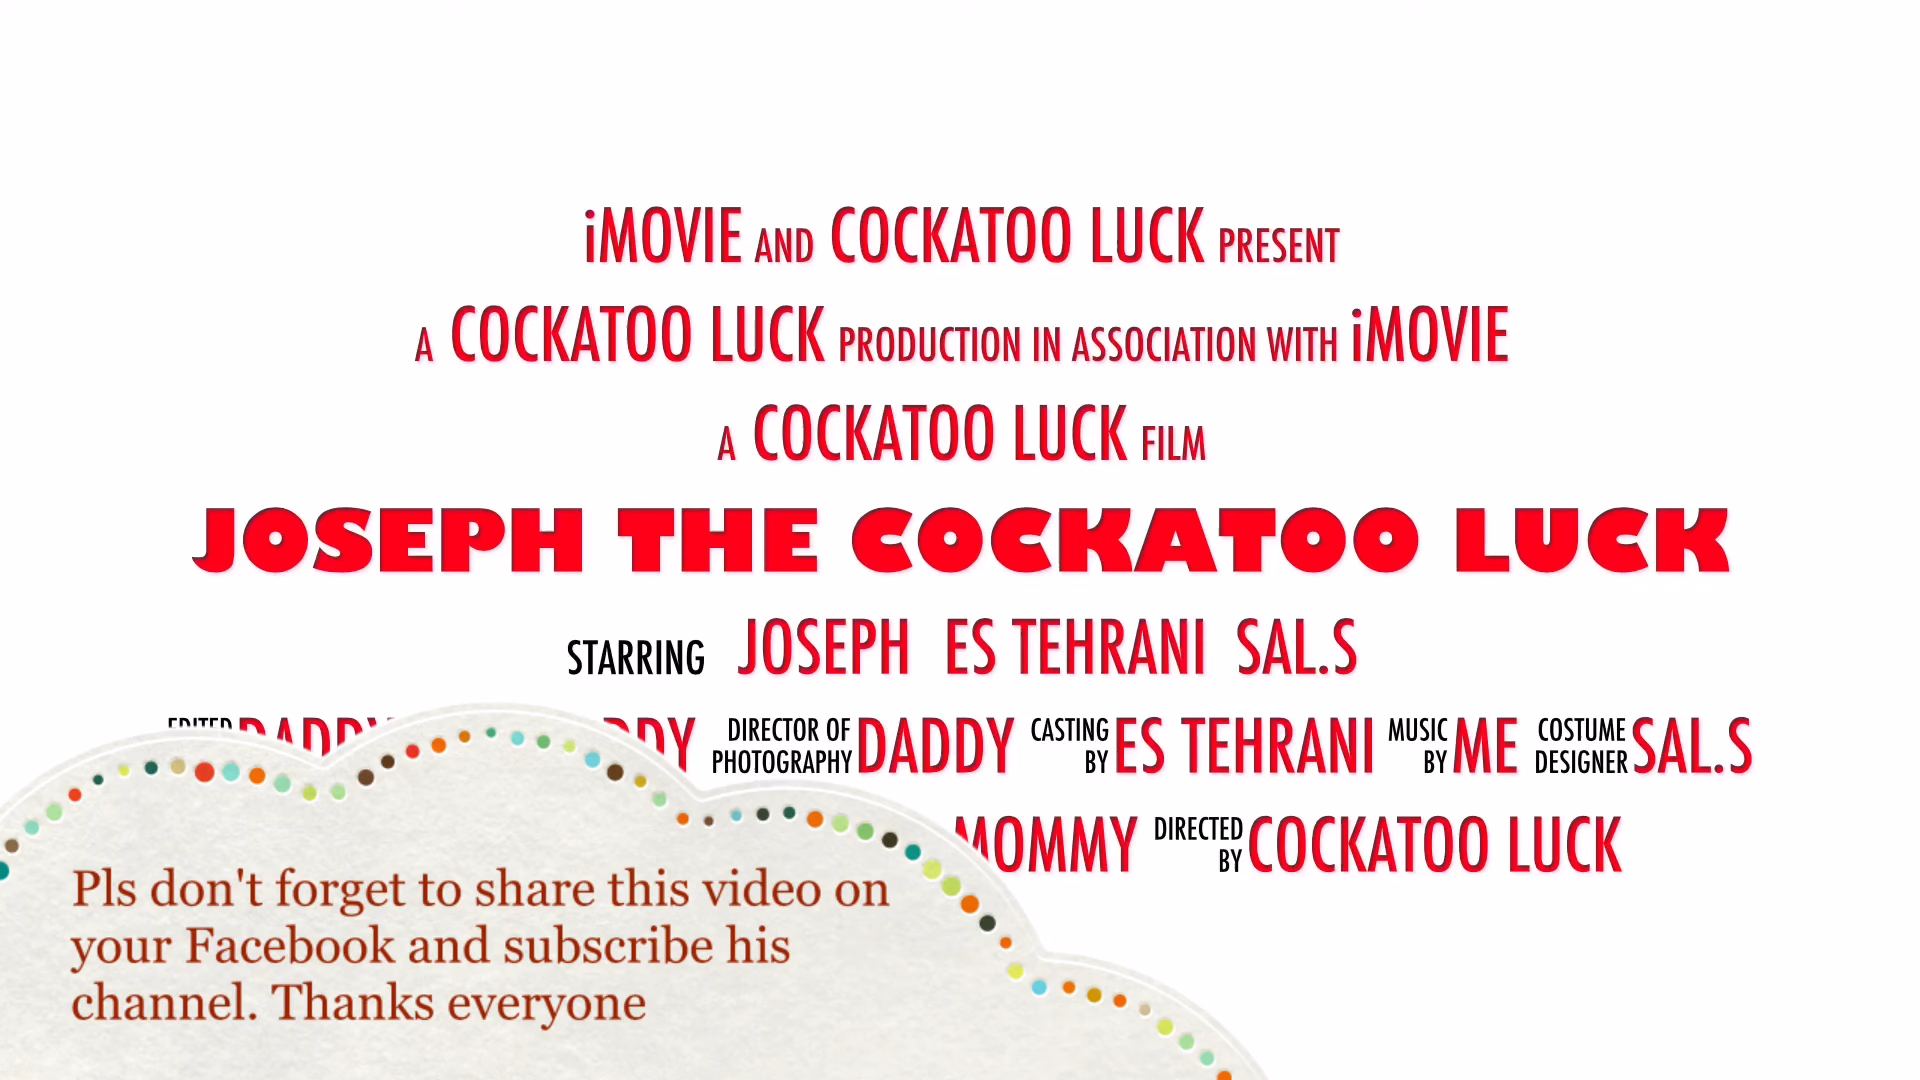 iMOVIE AND COCKATOO LUCK PRESENT
A COCKATOO LUCK PRODUCTION IN ASSOCIATION WITH iMOVIE
A COCKATOO LUCK FILM
JOSEPH THE COCKATOO LUCK
STARRING JOSEPH ES TEHRANI SAL.S
EDITED DADDY DIRECTOR OF PHOTOGRAPHY DADDY CASTING BY ES TEHRANI MUSIC BY ME COSTUME DESIGNER SAL.S
MOMMY DIRECTED BY COCKATOO LUCK
Pls don't forget to share this video on
your Facebook and subscribe his
channel. Thanks everyone